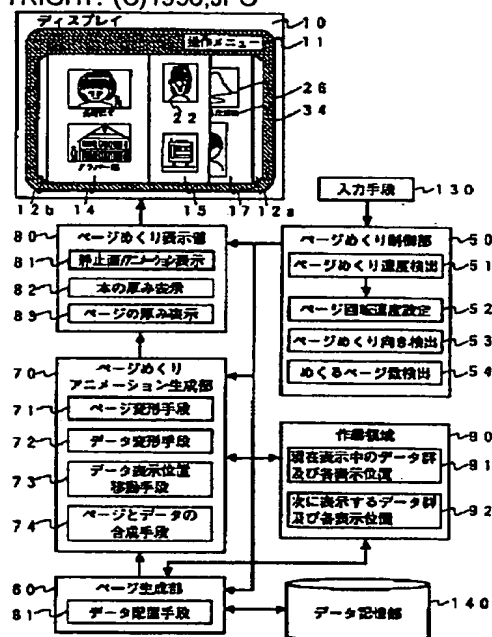 YRIGHT: (C)1998,JPO
ディスプレイ
10
操作メニュー
11
26
22
34
12b
14
15
17
12a
入力手段
130
80
ページめくり表示部
81
静止画/アニメーション表示
82
本の厚み表示
83
ページの厚み表示
ページめくり制御部
50
ページめくり速度検出
51
ページ回転速度設定
52
ページめくり向き検出
53
めくるページ数検出
54
70
ページめくり
アニメーション生成部
71
ページ変形手段
72
データ変形手段
73
データ表示位置
移動手段
74
ページとデータの
合成手段
作業領域
90
現在表示中のデータ群
及び各表示位置
91
次に表示するデータ群
及び各表示位置
92
60
ページ生成部
61
データ配置手段
データ記憶部
140